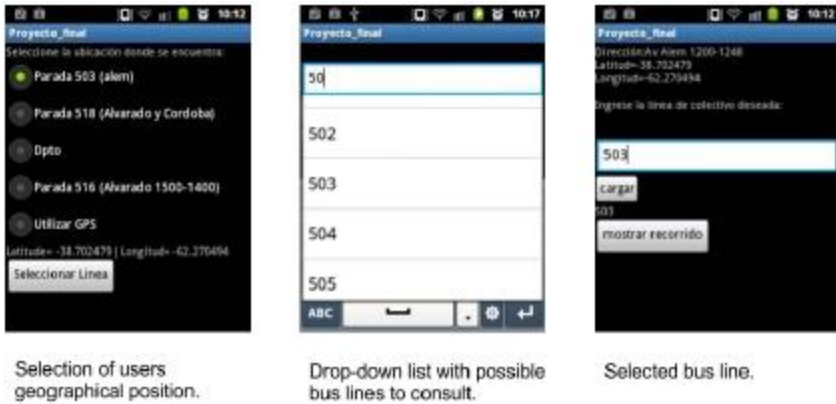 10:12
Proyecto_final
Seleccione la ubicación donde se encuentra:
Parada 503 (alem)
Parada 518 (Alvarado y Cordoba)
Dpto
Parada 516 (Alvarado 1500-1400)
Utilizar GPS
Latitude= -38.702479 | Longitud= -62.270494
Seleccionar Linea
Selection of users
geographical position.
10:17
Proyecto_final
50
502
503
504
505
ABC
.
Drop-down list with possible
bus lines to consult.
10:12
Proyecto_final
Dirección:Av Alem 1200-1248
Latitud=-38.702479
Longitud=-62.270494
Ingrese la linea de colectivo deseada:
503
cargar
503
mostrar recorrido
Selected bus line.